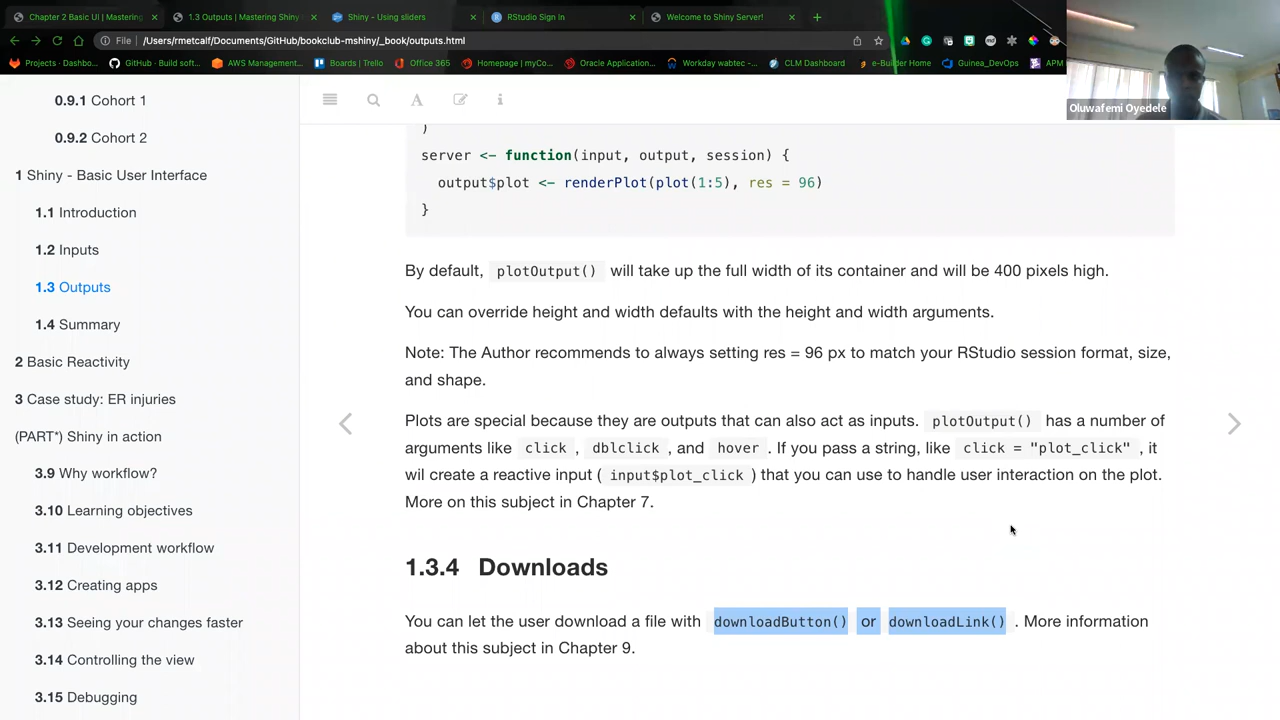 Chapter 2 Basic UI | Mastering
1.3 Outputs | Mastering Shiny
Shiny - Using sliders
RStudio Sign In
Welcome to Shiny Server!
File /Users/rmetcalf/Documents/GitHub/bookclub-mshiny/_book/outputs.html
Projects · Dashbo...
GitHub · Build soft...
AWS Management...
Boards | Trello
Office 365
Homepage | myCo...
Oracle Application...
Workday wabtec -...
CLM Dashboard
e-Builder Home
Guinea_DevOps
APM
Oluwafemi Oyedele
0.9.1 Cohort 1
0.9.2 Cohort 2
1 Shiny - Basic User Interface
1.1 Introduction
1.2 Inputs
1.3 Outputs
1.4 Summary
2 Basic Reactivity
3 Case study: ER injuries
(PART*) Shiny in action
3.9 Why workflow?
3.10 Learning objectives
3.11 Development workflow
3.12 Creating apps
3.13 Seeing your changes faster
3.14 Controlling the view
3.15 Debugging
)
server <- function(input, output, session) {
output$plot <- renderPlot(plot(1:5), res = 96)
}
By default, plotOutput() will take up the full width of its container and will be 400 pixels high.
You can override height and width defaults with the height and width arguments.
Note: The Author recommends to always setting res = 96 px to match your RStudio session format, size,
and shape.
Plots are special because they are outputs that can also act as inputs. plotOutput() has a number of
arguments like click , dblclick , and hover . If you pass a string, like click = "plot_click" , it
wil create a reactive input ( input$plot_click ) that you can use to handle user interaction on the plot.
More on this subject in Chapter 7.
1.3.4 Downloads
You can let the user download a file with downloadButton() or downloadLink() . More information
about this subject in Chapter 9.